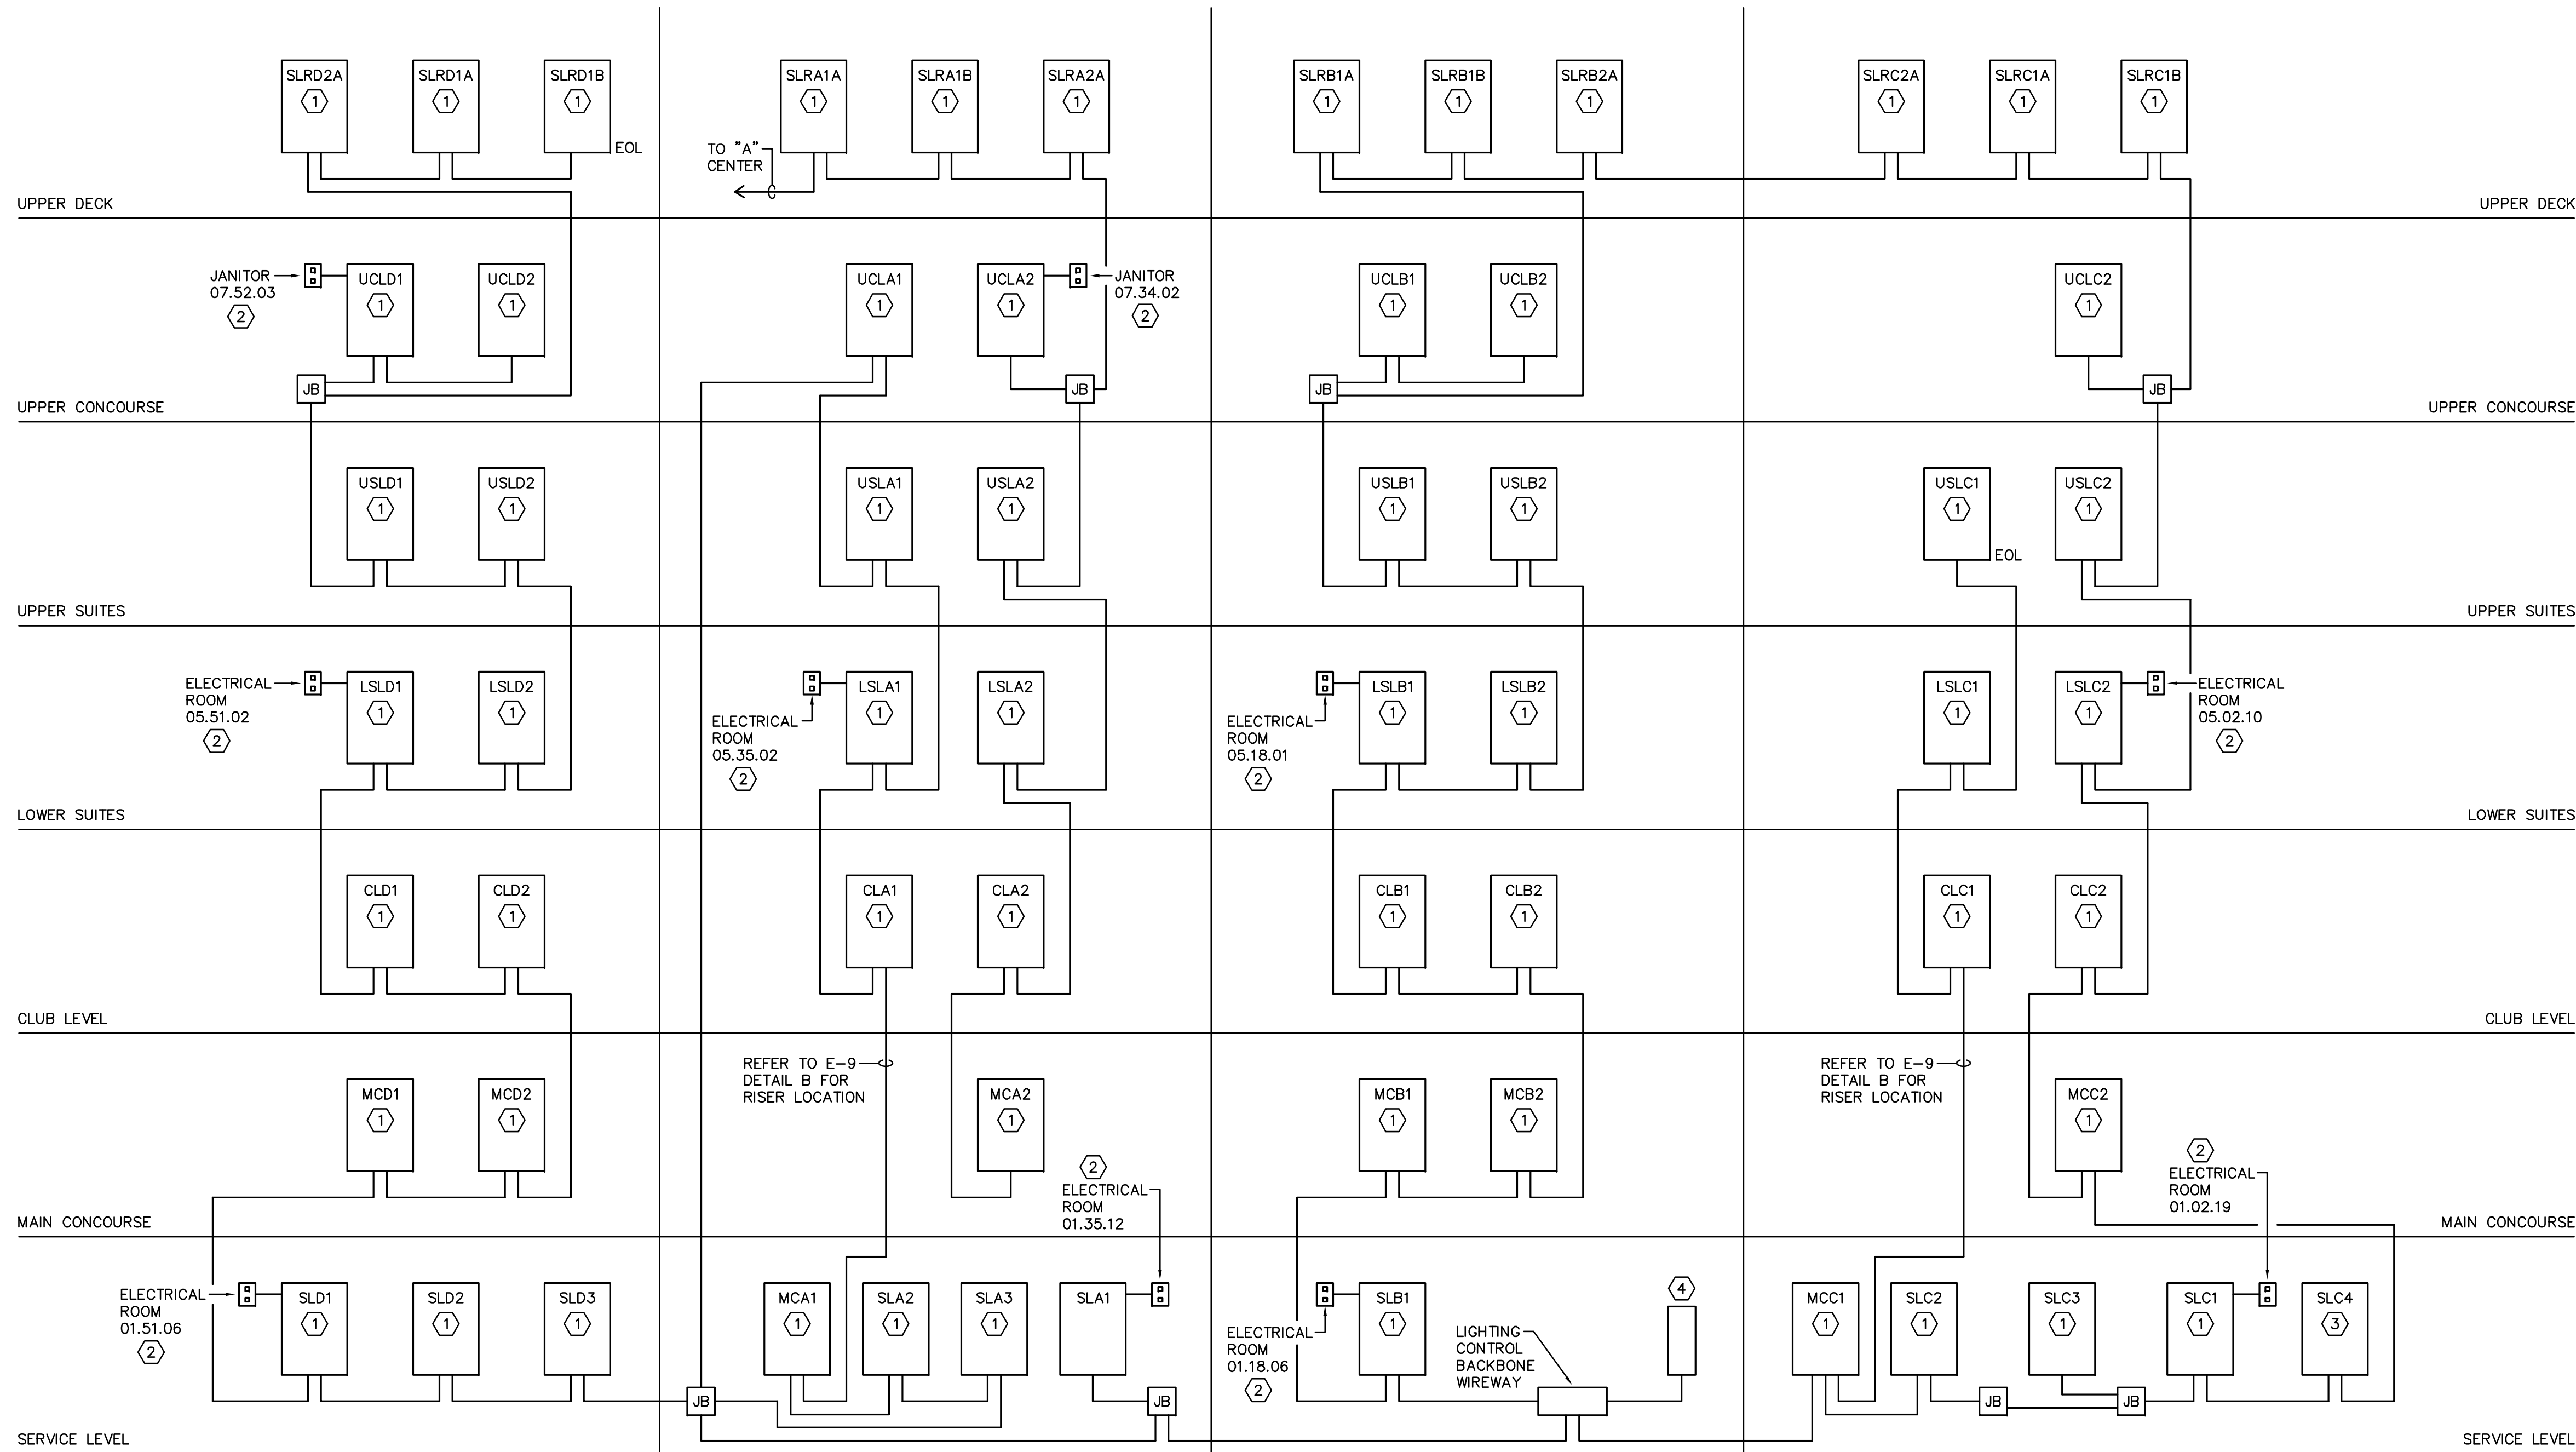 SLRD2A
1
SLRD1A
1
SLRD1B
1
EOL
SLRA1A
1
SLRA1B
1
SLRA2A
1
TO "A"
CENTER
SLRB1A
1
SLRB1B
1
SLRB2A
1
SLRC2A
1
SLRC1A
1
SLRC1B
1
UPPER DECK
UPPER DECK
JANITOR
07.52.03
2
UCLD1
1
UCLD2
1
JB
UCLA1
1
UCLA2
1
JANITOR
07.34.02
2
JB
UCLB1
1
UCLB2
1
JB
UCLC2
1
JB
UPPER CONCOURSE
UPPER CONCOURSE
USLD1
1
USLD2
1
USLA1
1
USLA2
1
USLB1
1
USLB2
1
USLC1
1
EOL
USLC2
1
UPPER SUITES
UPPER SUITES
ELECTRICAL
ROOM
05.51.02
2
LSLD1
1
LSLD2
1
ELECTRICAL
ROOM
05.35.02
2
LSLA1
1
LSLA2
1
ELECTRICAL
ROOM
05.18.01
2
LSLB1
1
LSLB2
1
LSLC1
1
LSLC2
1
ELECTRICAL
ROOM
05.02.10
2
LOWER SUITES
LOWER SUITES
CLD1
1
CLD2
1
CLA1
1
CLA2
1
CLB1
1
CLB2
1
CLC1
1
CLC2
1
CLUB LEVEL
CLUB LEVEL
MCD1
1
MCD2
1
REFER TO E-9
DETAIL B FOR
RISER LOCATION
MCA2
1
2
ELECTRICAL
ROOM
01.35.12
MCB1
1
MCB2
1
REFER TO E-9
DETAIL B FOR
RISER LOCATION
MCC2
1
2
ELECTRICAL
ROOM
01.02.19
MAIN CONCOURSE
MAIN CONCOURSE
ELECTRICAL
ROOM
01.51.06
2
SLD1
1
SLD2
1
SLD3
1
JB
MCA1
1
SLA2
1
SLA3
1
SLA1
JB
ELECTRICAL
ROOM
01.18.06
2
SLB1
1
LIGHTING
CONTROL
BACKBONE
WIREWAY
4
MCC1
1
SLC2
1
JB
SLC3
1
JB
SLC1
1
SLC4
3
SERVICE LEVEL
SERVICE LEVEL